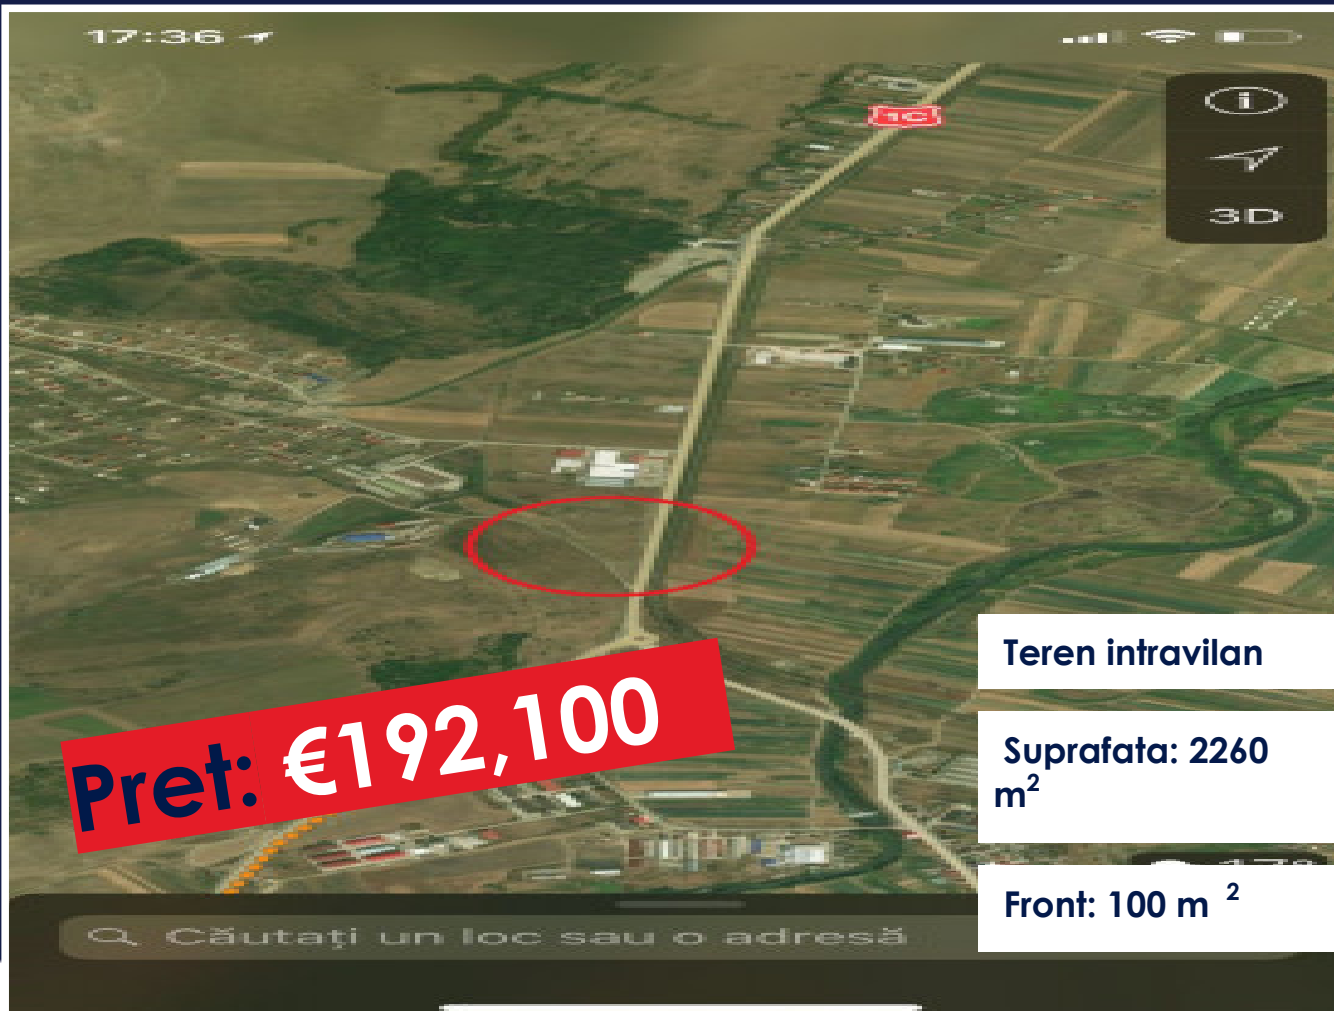 17:36
1C
3D
Teren intravilan
Pret: €192,100
Suprafata: 2260
m²
Front: 100 m ²
Căutați un loc sau o adresă